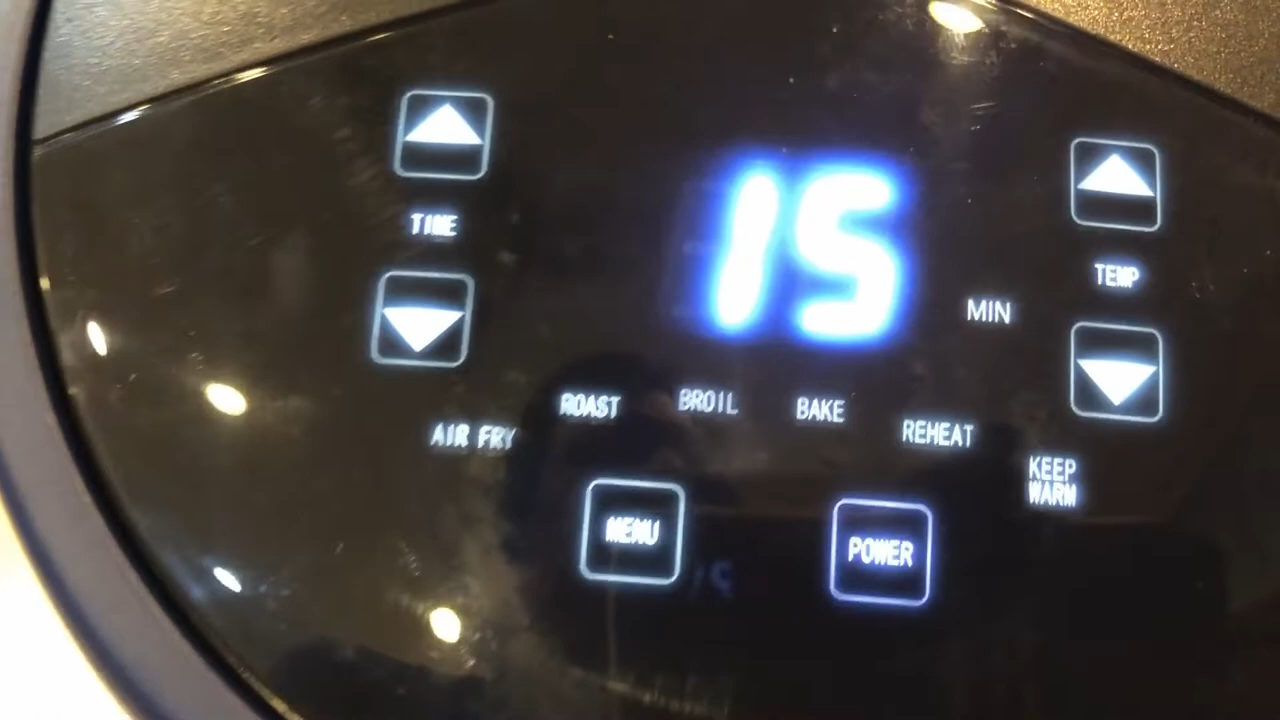 TIME
15
MIN
TEMP
AIR FRY
ROAST
BROIL
BAKE
REHEAT
KEEP
WARM
MENU
POWER